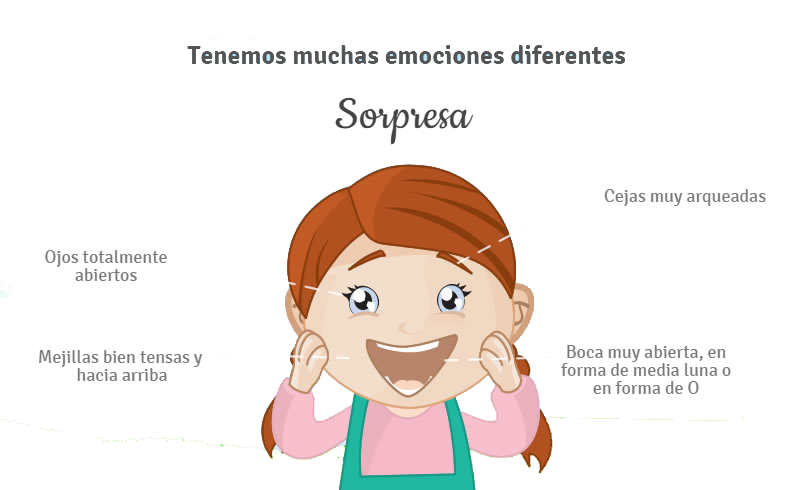 Tenemos muchas emociones diferentes
Sorpresa
Cejas muy arqueadas
Ojos totalmente
abiertos
Mejillas bien tensas y
hacia arriba
Boca muy abierta, en
forma de media luna o
en forma de O